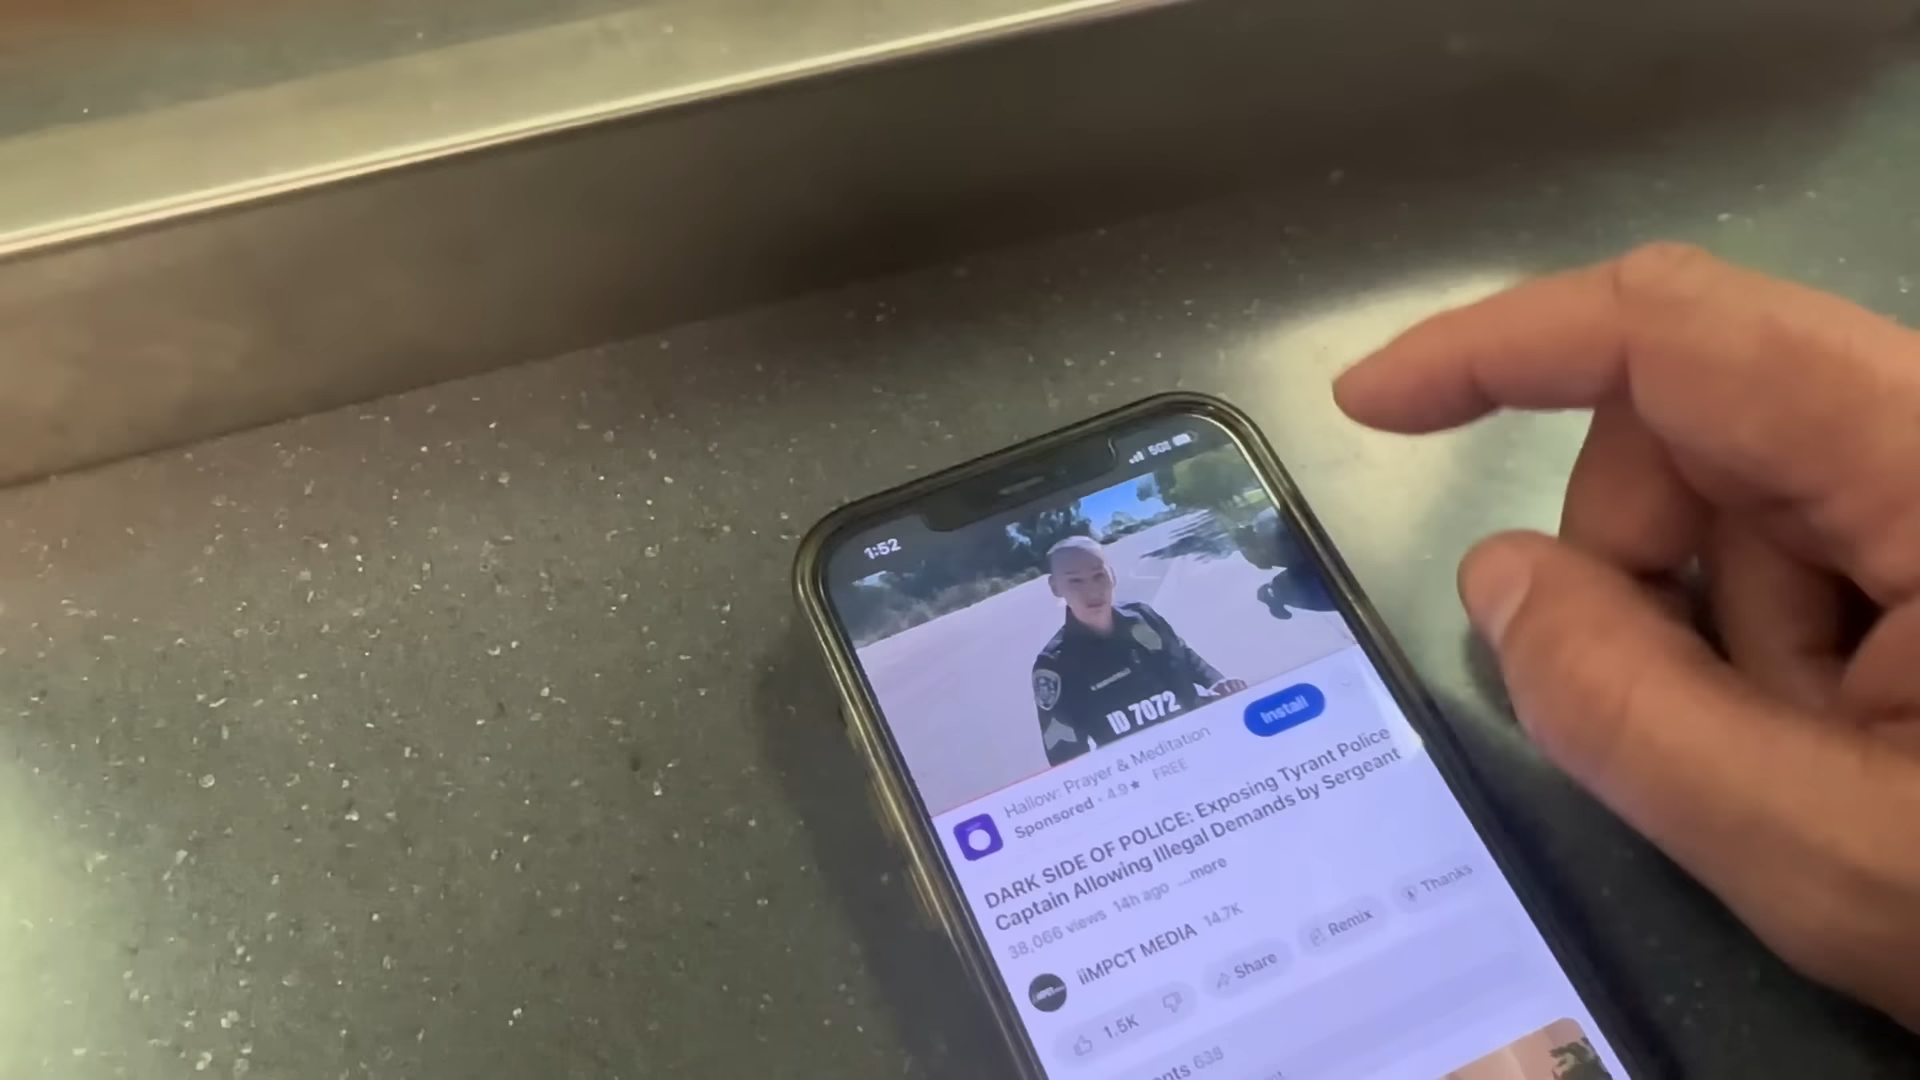 1:52
5G
ID 7072
Hallow: Prayer & Meditation
Sponsored · 4.9★ FREE
Install
DARK SIDE OF POLICE: Exposing Tyrant Police
Captain Allowing Illegal Demands by Sergeant
38,066 views 14h ago ...more
iiMPCT MEDIA 14.7K
1.5K
Share
Remix
Thanks
638